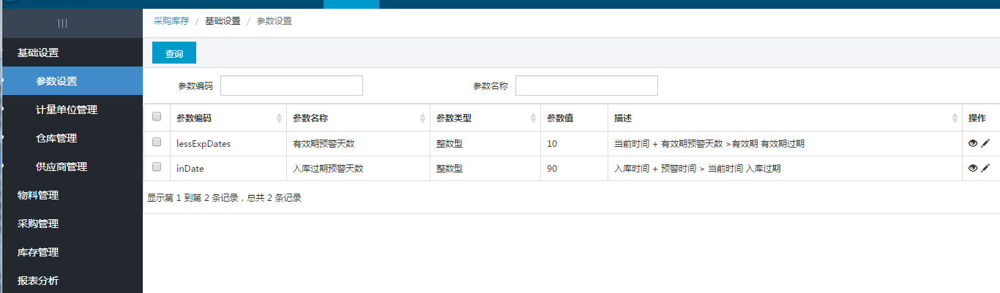 采购库存 / 基础设置 / 参数设置
基础设置
查询
参数设置
参数编码 参数名称
计量单位管理
参数编码 参数名称 参数类型 参数值 描述 操作
仓库管理
lessExpDates 有效期预警天数 整数型 10 当前时间 + 有效期预警天数 >有效期 有效期过期
供应商管理
inDate 入库过期预警天数 整数型 90 入库时间 + 预警时间 > 当前时间 入库过期
物料管理
显示第 1 到第 2 条记录，总共 2 条记录
采购管理
库存管理
报表分析